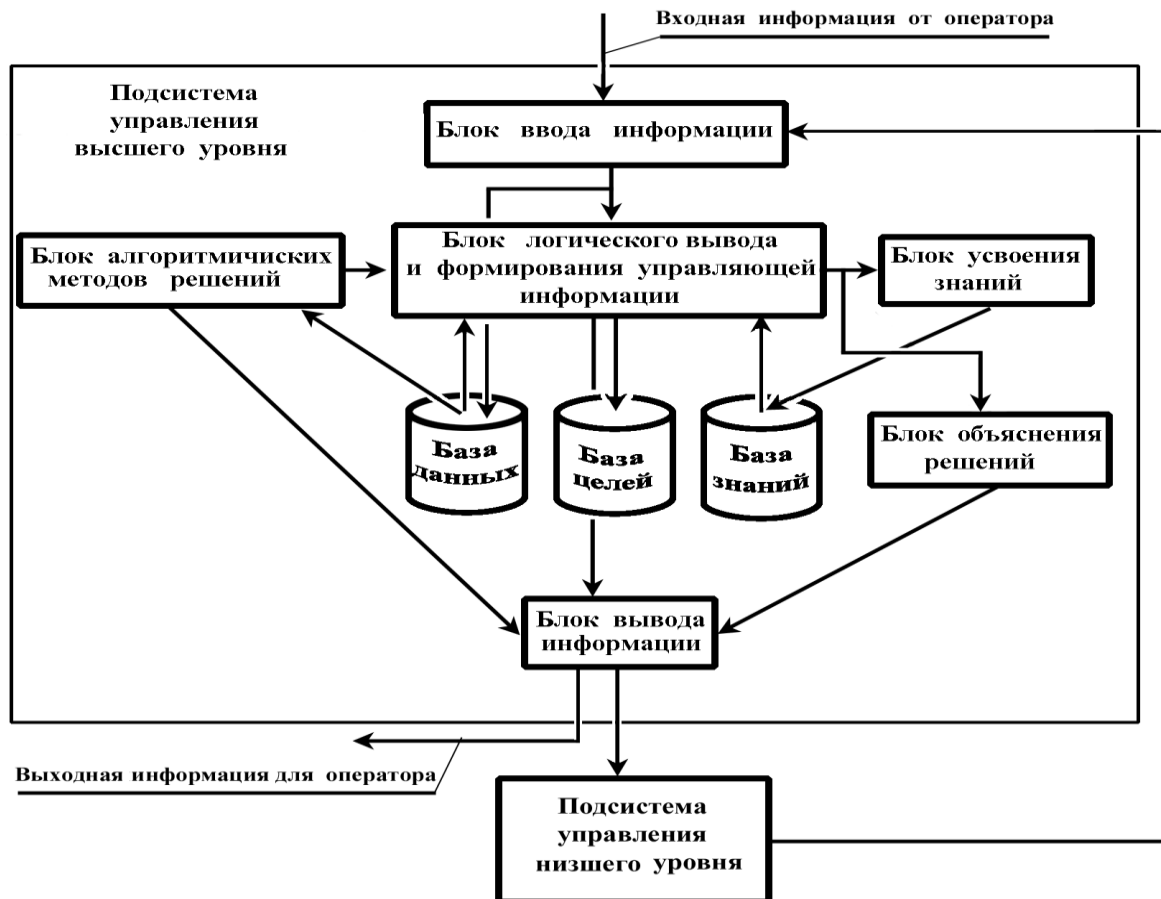 Входная информация от оператора
Подсистема
управления
высшего уровня
Блок ввода информации
Блок алгоритмичиских
методов решений
Блок логического вывода
и формирования управляющей
информации
Блок усвоения
знаний
База
данных
База
целей
База
знаний
Блок объяснения
решений
Блок вывода
информации
Выходная информация для оператора
Подсистема
управления
низшего уровня